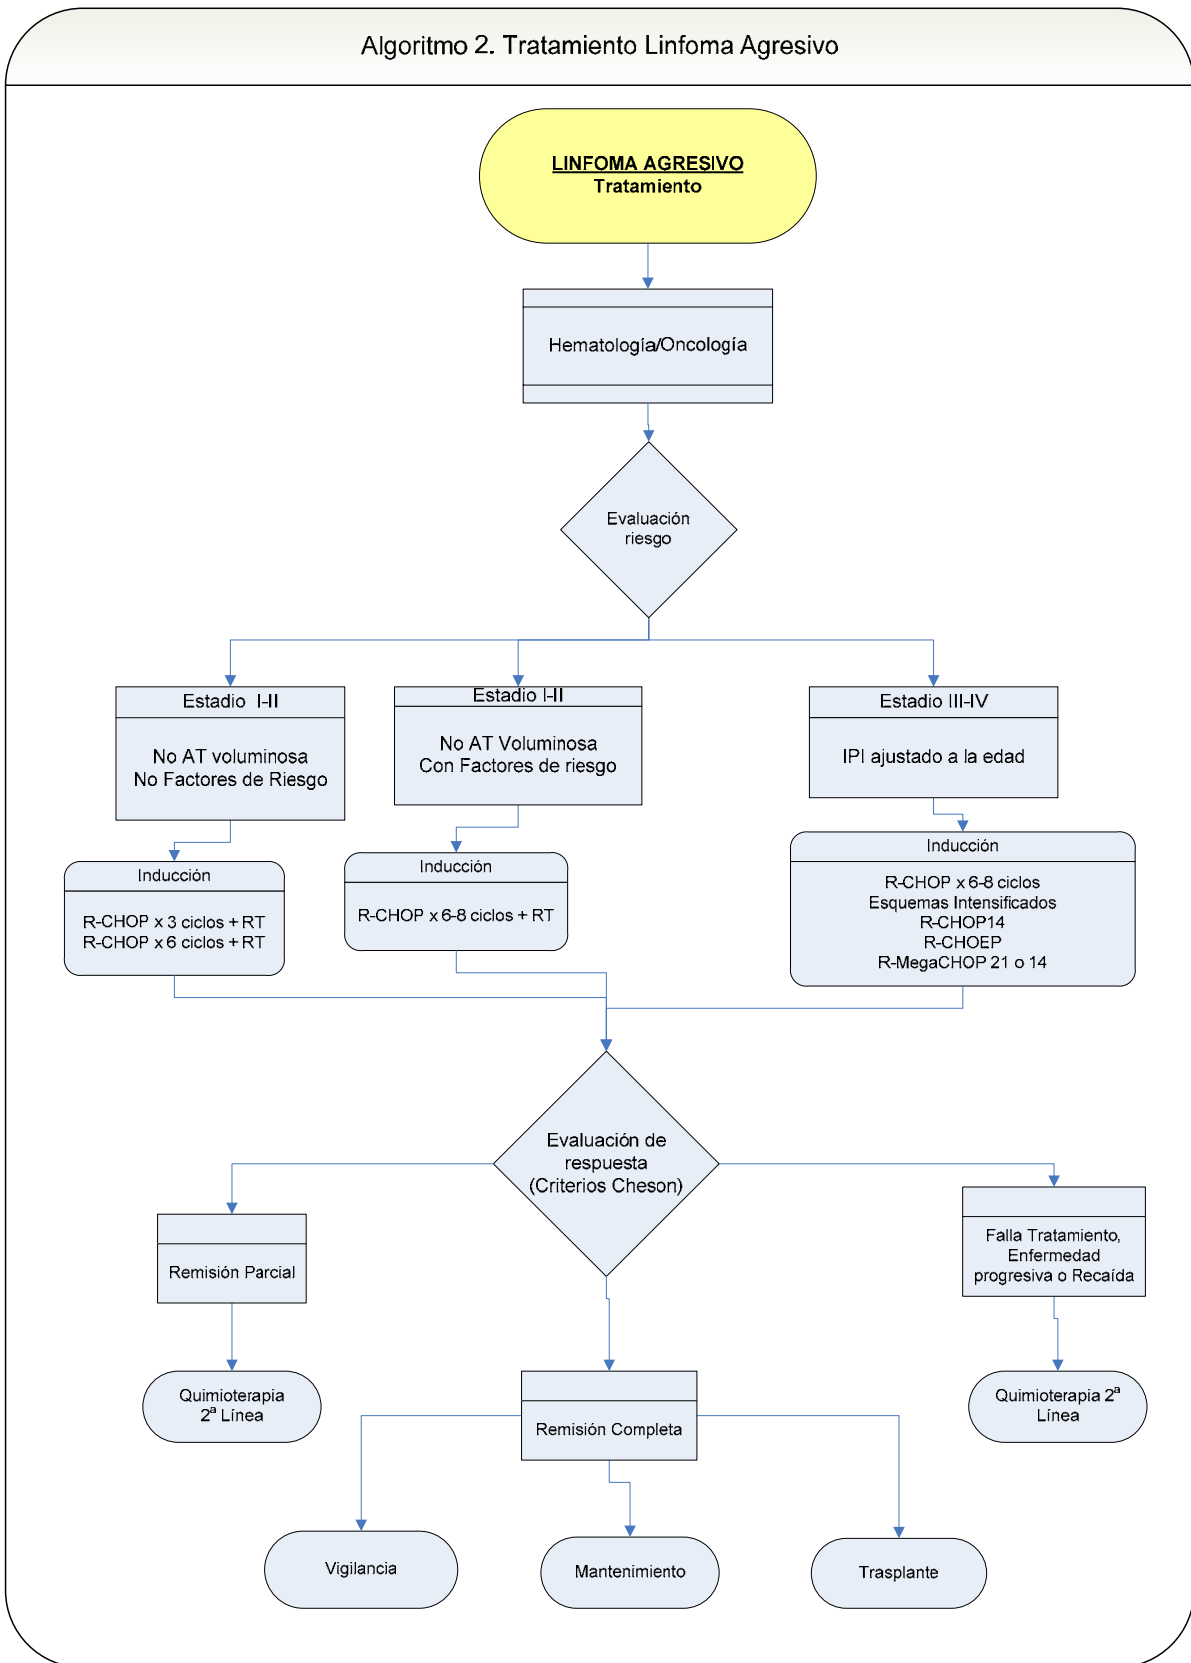 Algoritmo 2. Tratamiento Linfoma Agresivo
LINFOMA AGRESIVO
Tratamiento
Hematología/Oncología
Evaluación
riesgo
Estadio I-II
No AT voluminosa
No Factores de Riesgo
Estadio I-II
No AT Voluminosa
Con Factores de riesgo
Estadio III-IV
IPI ajustado a la edad
Inducción
R-CHOP x 3 ciclos + RT
R-CHOP x 6 ciclos + RT
Inducción
R-CHOP x 6-8 ciclos + RT
Inducción
R-CHOP x 6-8 ciclos
Esquemas Intensificados
R-CHOP14
R-CHOEP
R-MegaCHOP 21 o 14
Evaluación de
respuesta
(Criterios Cheson)
Remisión Parcial
Falla Tratamiento,
Enfermedad
progresiva o Recaída
Quimioterapia
2ª Línea
Remisión Completa
Quimioterapia 2ª
Línea
Vigilancia
Mantenimiento
Trasplante